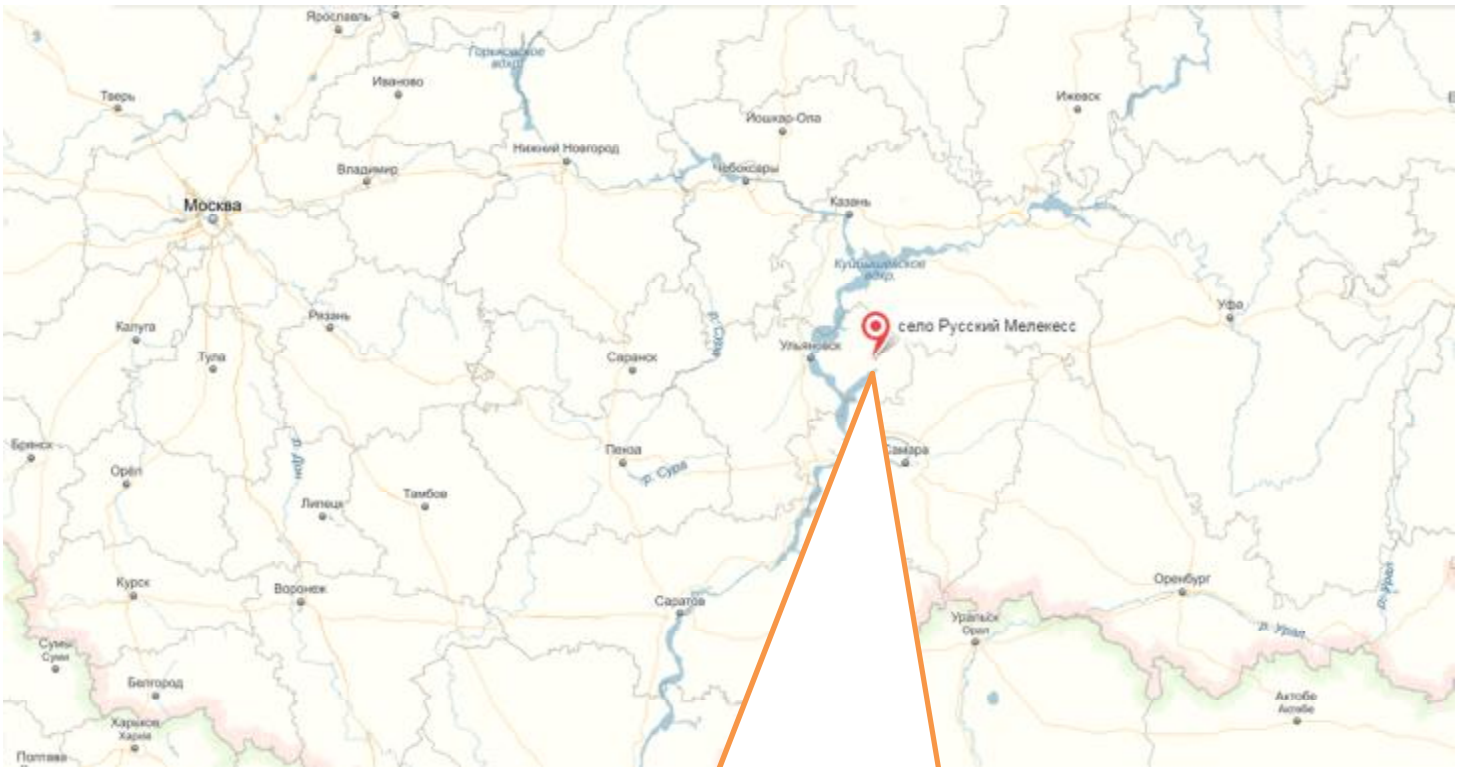 Ярославль
Горьковское
вдхр.
Иваново
Тверь
Ижевск
Йошкар-Ола
Нижний Новгород
Владимир
Чебоксары
Москва
Казань
Куйбышевское
вдхр.
Уфа
Рязань
Калуга
село Русский Мелекесс
р. Сура
Ульяновск
Тула
Саранск
Брянск
р. Дон
Пенза
Самара
Орёл
р. Сура
Тамбов
Липецк
Курск
Воронеж
Саратов
Оренбург
р. Урал
Уральск
Орал
р. Урал
Сумы
Суми
Белгород
Актобе
Ақтөбе
Харьков
Харків
Полтава